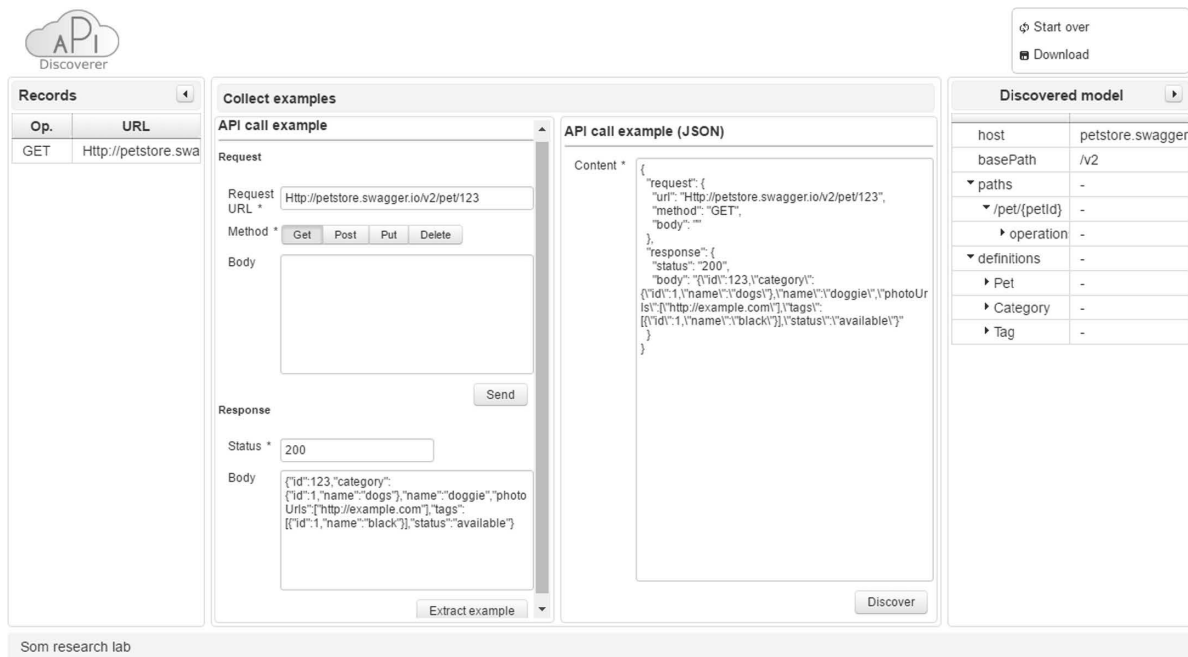 API
Discoverer
Start over
Download
Records
Op. URL
GET Http://petstore.swa
Collect examples
API call example
Request
Request URL * Http://petstore.swagger.io/v2/pet/123
Method * Get Post Put Delete
Body
Send
Response
Status * 200
Body {"id":123,"category":
{"id":1,"name":"dogs"},"name":"doggie","photo
Urls":["http://example.com"],"tags":
[{"id":1,"name":"black"}],"status":"available"}
Extract example
API call example (JSON)
Content * {
"request": {
"url": "Http://petstore.swagger.io/v2/pet/123",
"method": "GET",
"body": ""
},
"response": {
"status": "200",
"body": "{\"id\":123,\"category\":
{\"id\":1,\"name\":\"dogs\"},\"name\":\"doggie\",\"photoUr
ls\":[\"http://example.com\"],\"tags\":
[{\"id\":1,\"name\":\"black\"}],\"status\":\"available\"}"
}
}
Discover
Discovered model
host petstore.swagger
basePath /v2
paths -
/pet/{petId} -
operation -
definitions -
Pet -
Category -
Tag -
Som research lab